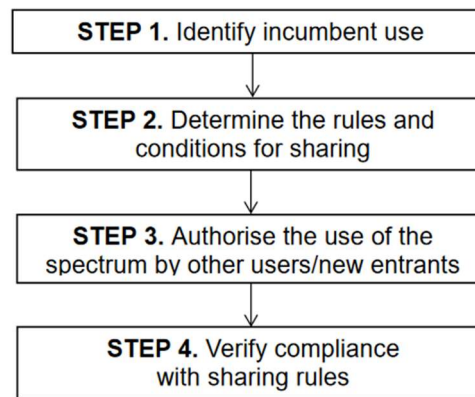 STEP 1. Identify incumbent use
STEP 2. Determine the rules and
conditions for sharing
STEP 3. Authorise the use of the
spectrum by other users/new entrants
STEP 4. Verify compliance
with sharing rules